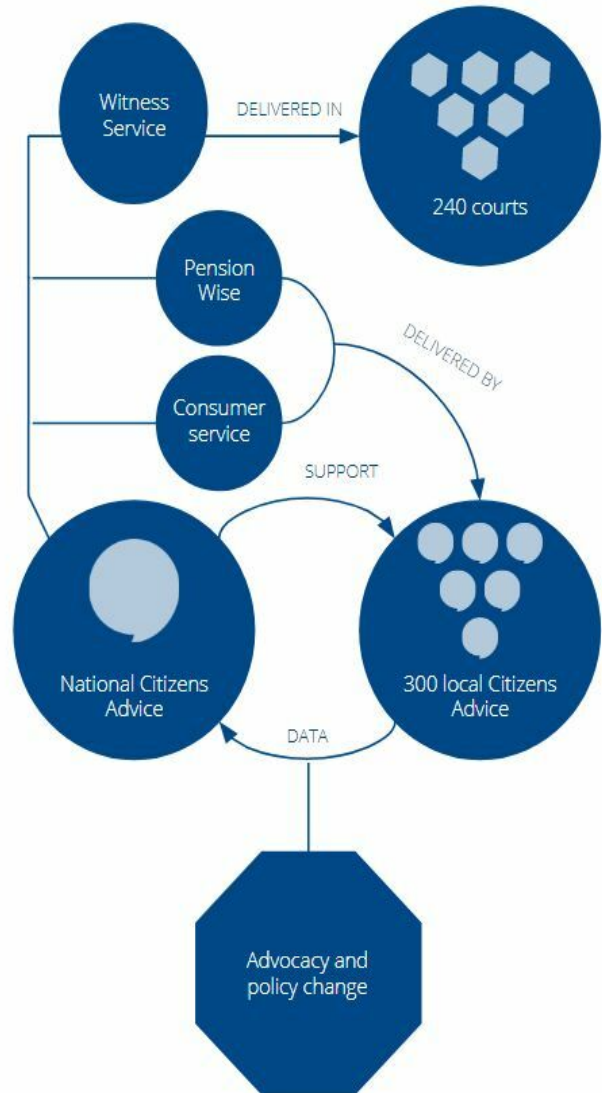 Witness
Service
DELIVERED IN
240 courts
Pension
Wise
DELIVERED BY
Consumer
service
SUPPORT
National Citizens
Advice
300 local Citizens
Advice
DATA
Advocacy and
policy change